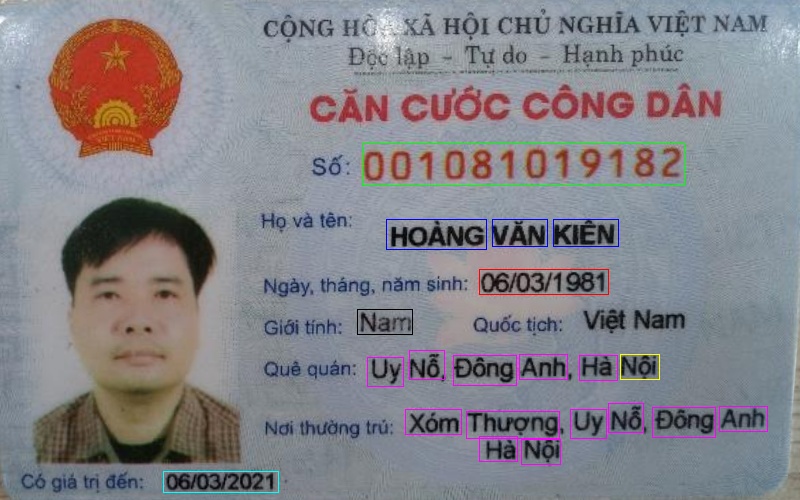 CỘNG HÒA XÃ HỘI CHỦ NGHĨA VIỆT NAM
Độc lập - Tự do - Hạnh phúc
CĂN CƯỚC CÔNG DÂN
Số: 001081019182
Họ và tên: HOÀNG VĂN KIÊN
Ngày, tháng, năm sinh: 06/03/1981
Giới tính: Nam Quốc tịch: Việt Nam
Quê quán: Uy Nỗ, Đông Anh, Hà Nội
Nơi thường trú: Xóm Thượng, Uy Nỗ, Đông Anh
Hà Nội
Có giá trị đến: 06/03/2021